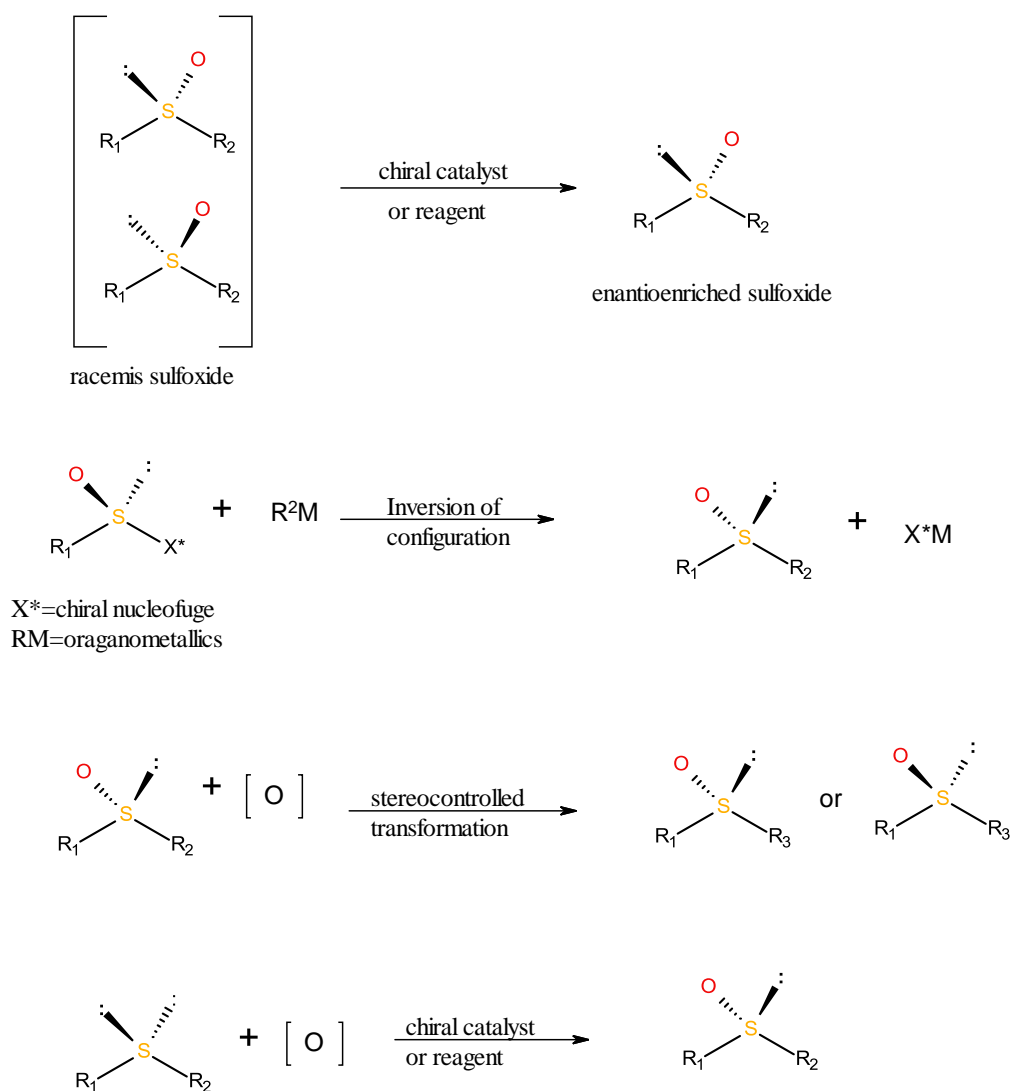 O
S
R₁ R₂
O
S
R₁ R₂
racemis sulfoxide
chiral catalyst
or reagent
O
S
R₁ R₂
enantioenriched sulfoxide
O
S
R₁ X*
+ R²M
Inversion of
configuration
O
S
R₁ R₂
+ X*M
X*=chiral nucleofuge
RM=oraganometallics
O
S
R₁ R₂
+ [ O ]
stereocontrolled
transformation
O
S
R₁ R₃
or
O
S
R₁ R₃
S
R₁ R₂
+ [ O ]
chiral catalyst
or reagent
O
S
R₁ R₂